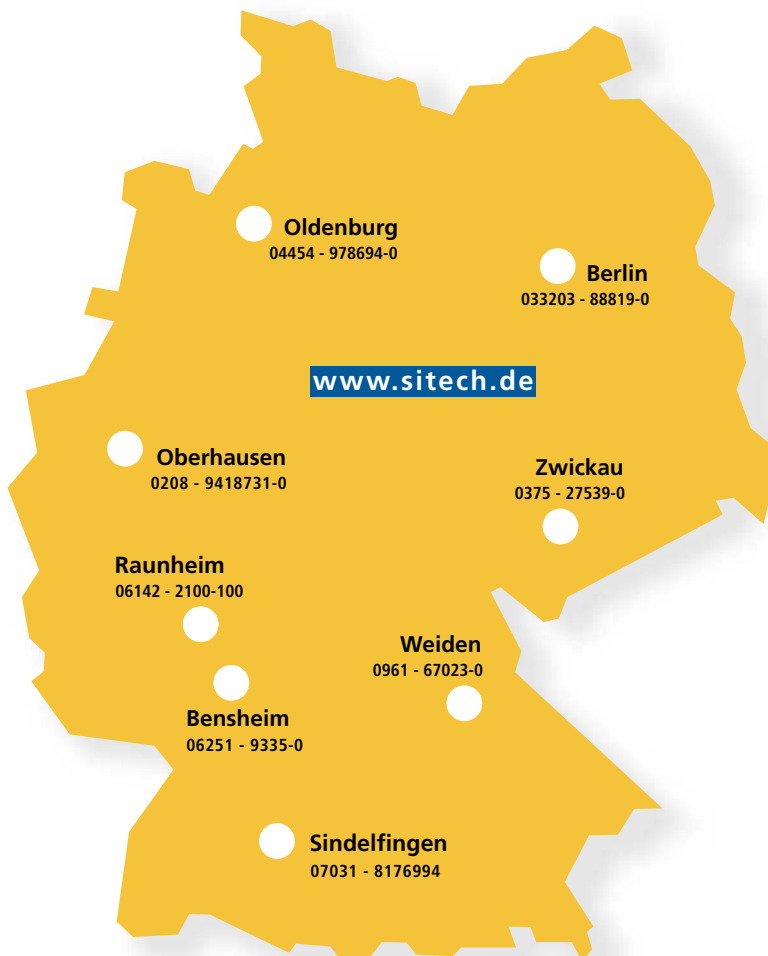 Oldenburg
04454 - 978694-0
Berlin
033203 - 88819-0
www.sitech.de
Oberhausen
0208 - 9418731-0
Zwickau
0375 - 27539-0
Raunheim
06142 - 2100-100
Weiden
0961 - 67023-0
Bensheim
06251 - 9335-0
Sindelfingen
07031 - 8176994